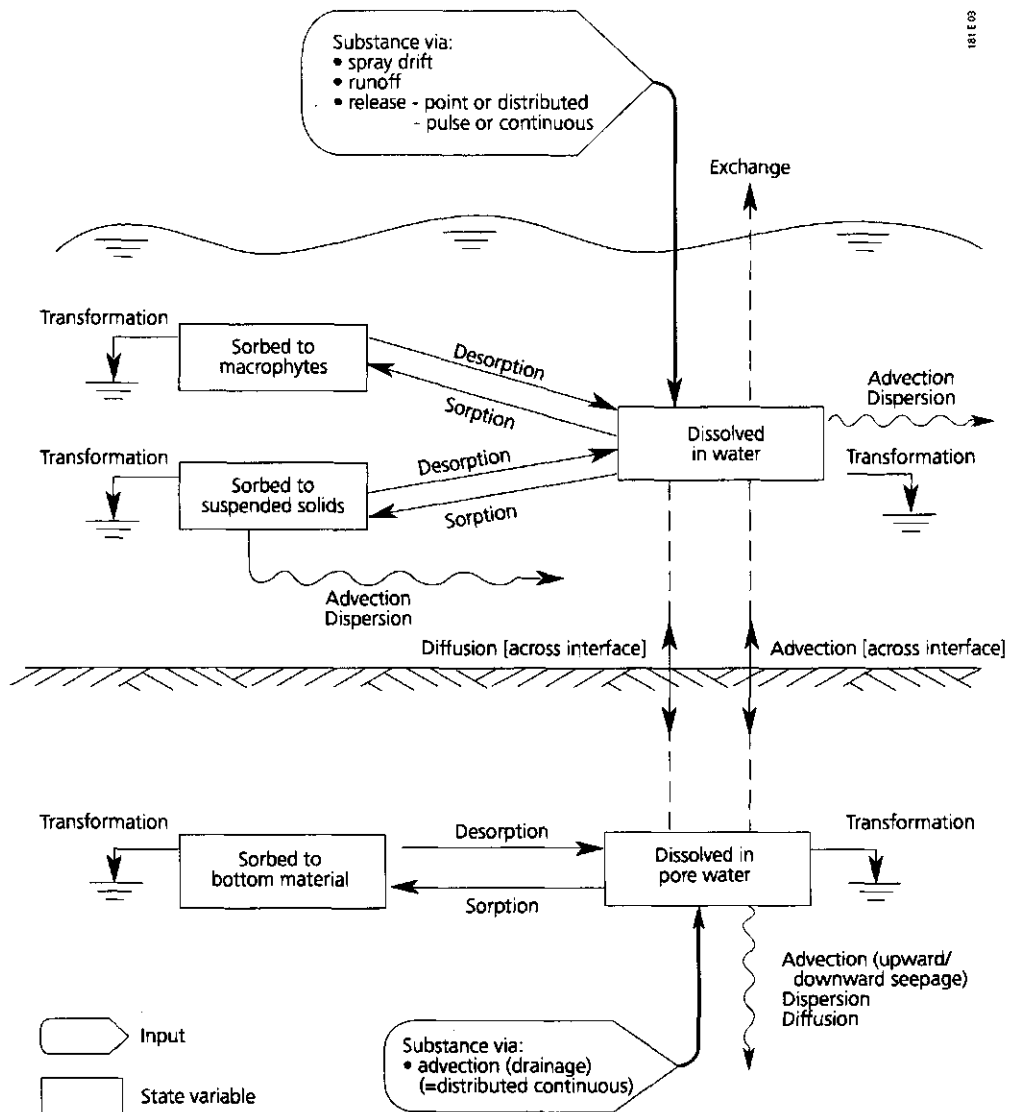 181 E 03
Substance via:
• spray drift
• runoff
• release - point or distributed
- pulse or continuous
Exchange
Transformation
Sorbed to
macrophytes
Desorption
Sorption
Advection
Dispersion
Dissolved
in water
Transformation
Sorbed to
suspended solids
Desorption
Sorption
Transformation
Advection
Dispersion
Diffusion [across interface]
Advection [across interface]
Transformation
Sorbed to
bottom material
Desorption
Sorption
Dissolved in
pore water
Transformation
Advection (upward/
downward seepage)
Dispersion
Diffusion
Input
Substance via:
• advection (drainage)
(=distributed continuous)
State variable